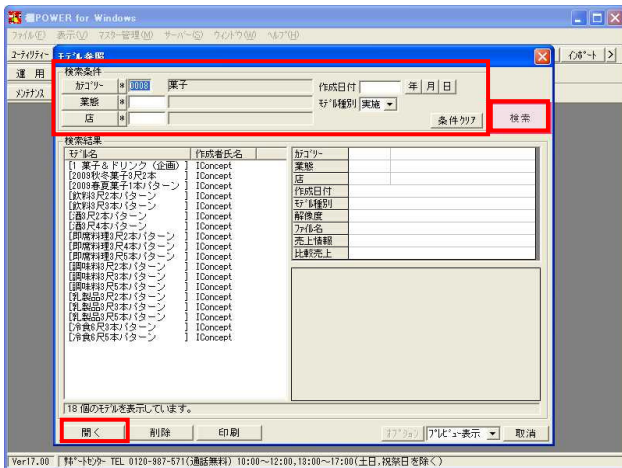 棚POWER for Windows
ファイル(F) 表示(V) マスター管理(M) サーバー(S) ウィンドウ(W) ヘルプ(H)
ユーティリティー
インポート
運 用
メンテナンス
モデル参照
検索条件
カテゴリー * 0008 菓子
作成日付 年 月 日
業態 *
モデル種別 実施
店 *
条件クリア
検索
検索結果
モデル名 作成者氏名
[1 菓子&ドリンク(企画) ] IConcept
[2009秋冬菓子3尺2本 ] IConcept
[2009春夏菓子1本パターン ] IConcept
[飲料3尺2本パターン ] IConcept
[飲料3尺3本パターン ] IConcept
[酒3尺2本パターン ] IConcept
[酒3尺4本パターン ] IConcept
[即席料理3尺2本パターン ] IConcept
[即席料理3尺4本パターン ] IConcept
[即席料理3尺5本パターン ] IConcept
[調味料3尺2本パターン ] IConcept
[調味料3尺3本パターン ] IConcept
[調味料3尺5本パターン ] IConcept
[乳製品3尺2本パターン ] IConcept
[乳製品3尺3本パターン ] IConcept
[乳製品3尺5本パターン ] IConcept
[冷食6尺3本パターン ] IConcept
[冷食6尺5本パターン ] IConcept
カテゴリー
業態
店
作成日付
モデル種別
解像度
ファイル名
売上情報
比較売上
18 個のモデルを表示しています。
開く 削除 印刷 オプション プレビュー表示 取消
Ver17.00 サポートセンター TEL 0120-987-571(通話無料) 10:00~12:00,13:00~17:00(土日,祝祭日を除く)